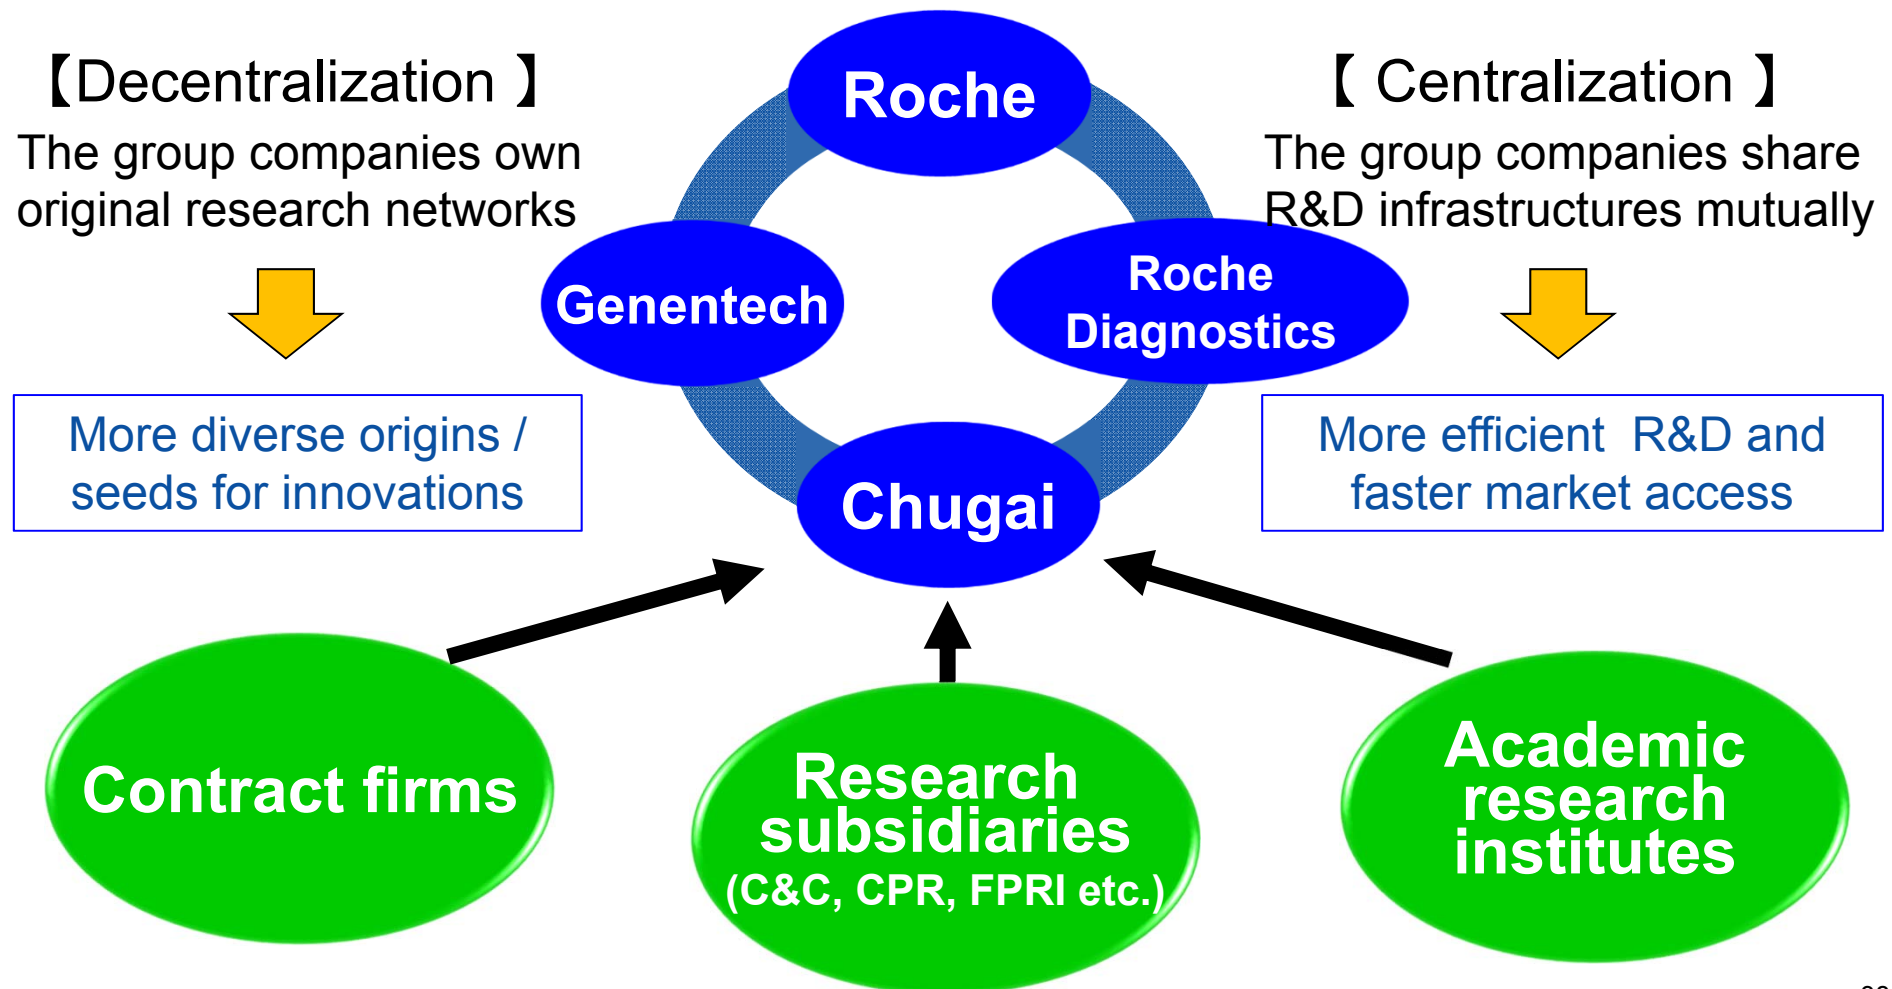 【Decentralization 】
The group companies own
original research networks
More diverse origins /
seeds for innovations
Roche
Genentech
Roche
Diagnostics
Chugai
【 Centralization 】
The group companies share
R&D infrastructures mutually
More efficient  R&D and
faster market access
Contract firms
Research
subsidiaries
(C&C, CPR, FPRI etc.)
Academic
research
institutes